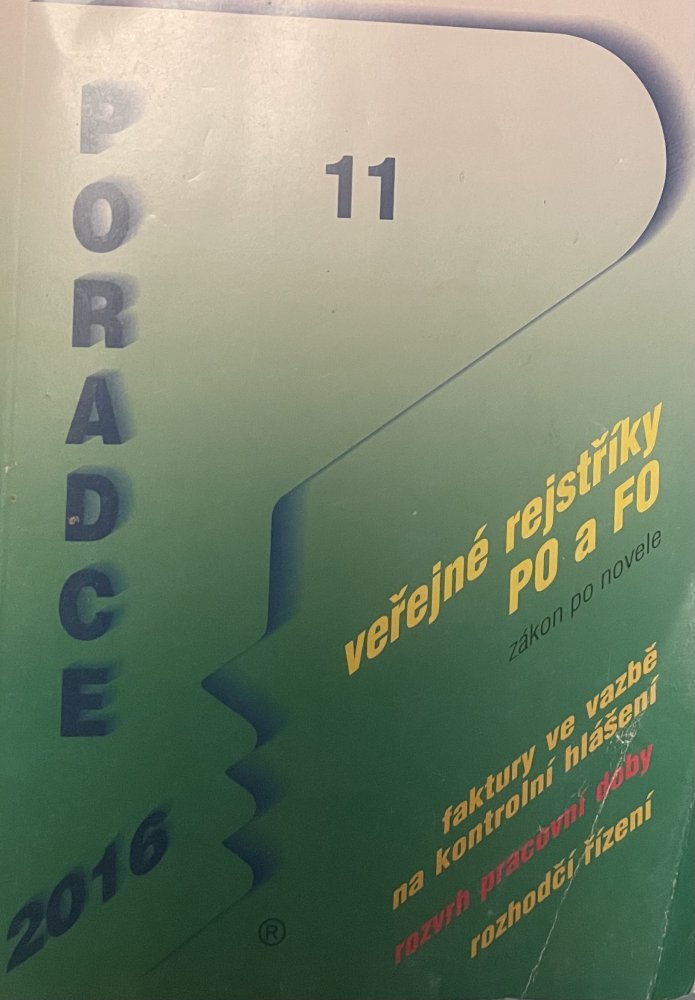 PORADCE
11
veřejné rejstříky
PO a FO
zákon po novele
faktury ve vazbě
na kontrolní hlášení
rozvrh pracovní doby
rozhodčí řízení
2016
®